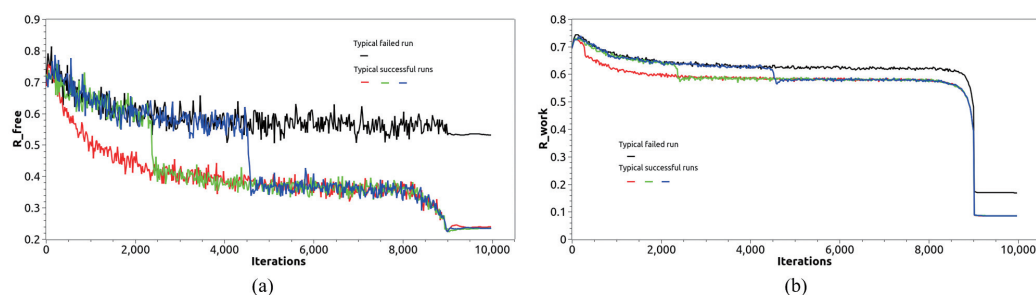 0.9
0.8
0.7
0.6
0.5
0.4
0.3
0.2
R_free
Typical failed run
Typical successful runs
0 2,000 4,000 6,000 8,000 10,000
Iterations
(a)
0.8
0.7
0.6
0.5
0.4
0.3
0.2
0.1
0
R_work
Typical failed run
Typical successful runs
0 2,000 4,000 6,000 8,000 10,000
Iterations
(b)